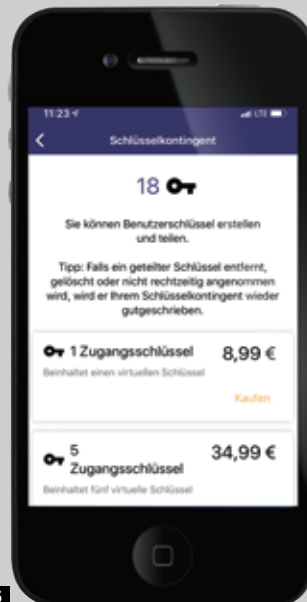 11:23
LTE
Schlüsselkontingent
18
Sie können Benutzerschlüssel erstellen
und teilen.
Tipp: Falls ein geteilter Schlüssel entfernt,
gelöscht oder nicht rechtzeitig angenommen
wird, wird er Ihrem Schlüsselkontingent wieder
gutgeschrieben.
1 Zugangsschlüssel 8,99 €
Beinhaltet einen virtuellen Schlüssel
Kaufen
5 34,99 €
Zugangsschlüssel
Beinhaltet fünf virtuelle Schlüssel